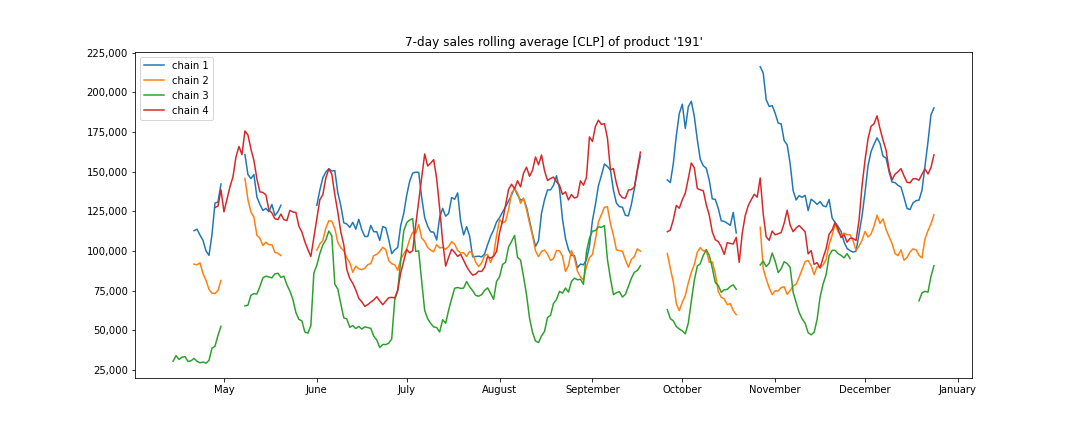 7-day sales rolling average [CLP] of product '191'
225,000
200,000
175,000
150,000
125,000
100,000
75,000
50,000
25,000
chain 1
chain 2
chain 3
chain 4
May June July August September October November December January